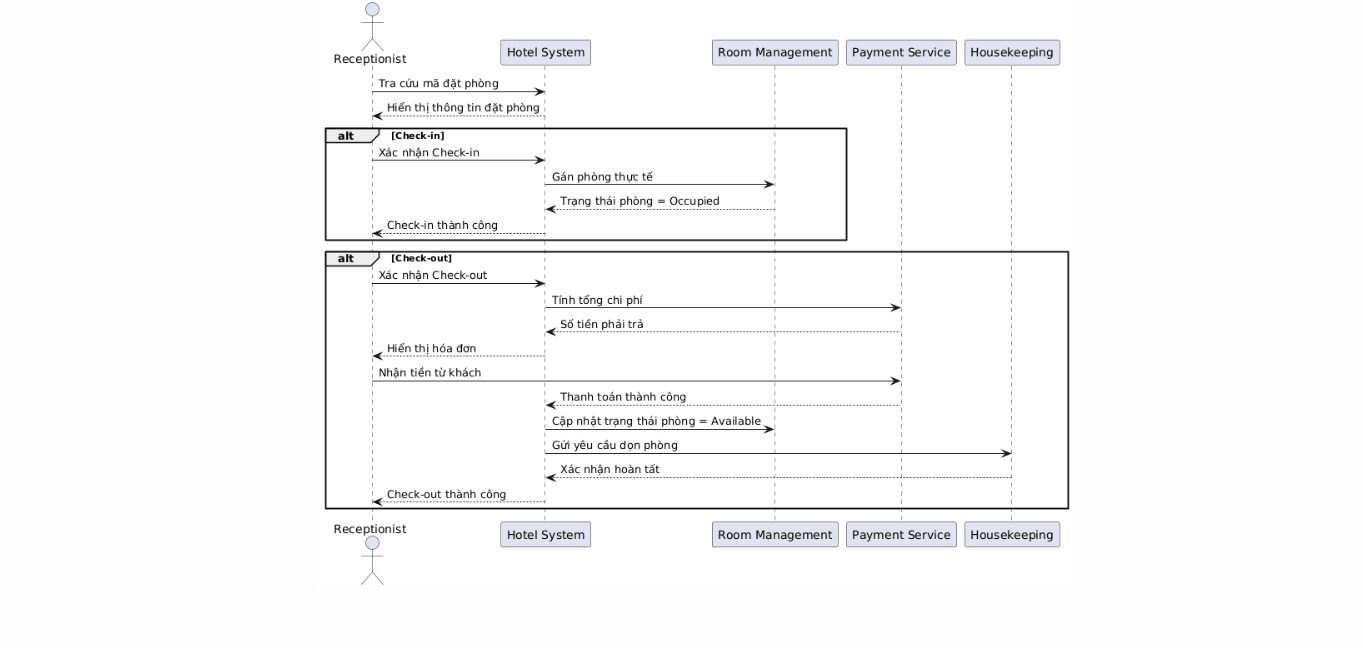 Receptionist
Hotel System
Room Management
Payment Service
Housekeeping
Tra cứu mã đặt phòng
Hiển thị thông tin đặt phòng
alt [Check-in]
Xác nhận Check-in
Gán phòng thực tế
Trạng thái phòng = Occupied
Check-in thành công
alt [Check-out]
Xác nhận Check-out
Tính tổng chi phí
Số tiền phải trả
Hiển thị hóa đơn
Nhận tiền từ khách
Thanh toán thành công
Cập nhật trạng thái phòng = Available
Gửi yêu cầu dọn phòng
Xác nhận hoàn tất
Check-out thành công
Receptionist
Hotel System
Room Management
Payment Service
Housekeeping